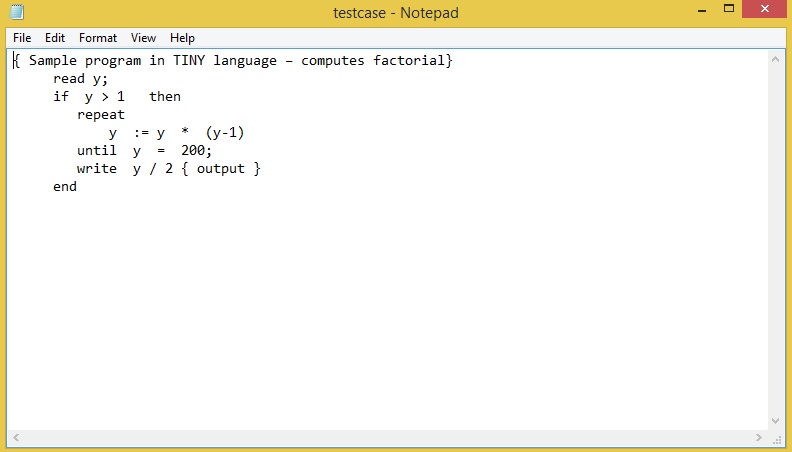 testcase - Notepad
File Edit Format View Help
{ Sample program in TINY language – computes factorial}
read y;
if y > 1 then
repeat
y := y * (y-1)
until y = 200;
write y / 2 { output }
end